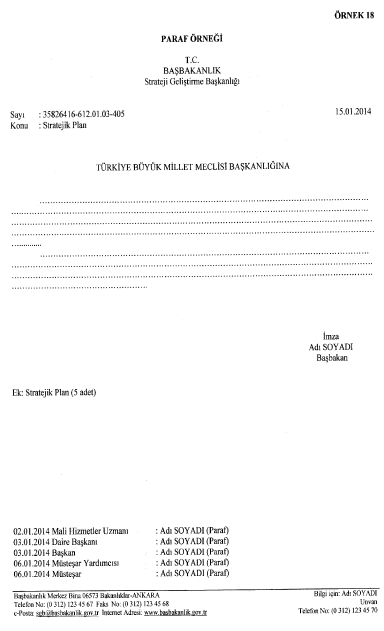 ÖRNEK 18
PARAF ÖRNEĞİ
T.C.
BAŞBAKANLIK
Strateji Geliştirme Başkanlığı
Sayı : 35826416-612.01.03-405 15.01.2014
Konu : Stratejik Plan
TÜRKİYE BÜYÜK MİLLET MECLİSİ BAŞKANLIĞINA
İmza
Adı SOYADI
Başbakan
Ek: Stratejik Plan (5 adet)
02.01.2014 Mali Hizmetler Uzmanı : Adı SOYADI (Paraf)
03.01.2014 Daire Başkanı : Adı SOYADI (Paraf)
03.01.2014 Başkan : Adı SOYADI (Paraf)
06.01.2014 Müsteşar Yardımcısı : Adı SOYADI (Paraf)
06.01.2014 Müsteşar : Adı SOYADI (Paraf)
Başbakanlık Merkez Bina 06573 Bakanlıklar-ANKARA Bilgi için: Adı SOYADI
Telefon No: (0 312) 123 45 67 Faks No: (0 312) 123 45 68 Unvan
e-Posta: sgb@basbakanlik.gov.tr İnternet Adresi: www.basbakanlik.gov.tr Telefon No: (0 312) 123 45 70